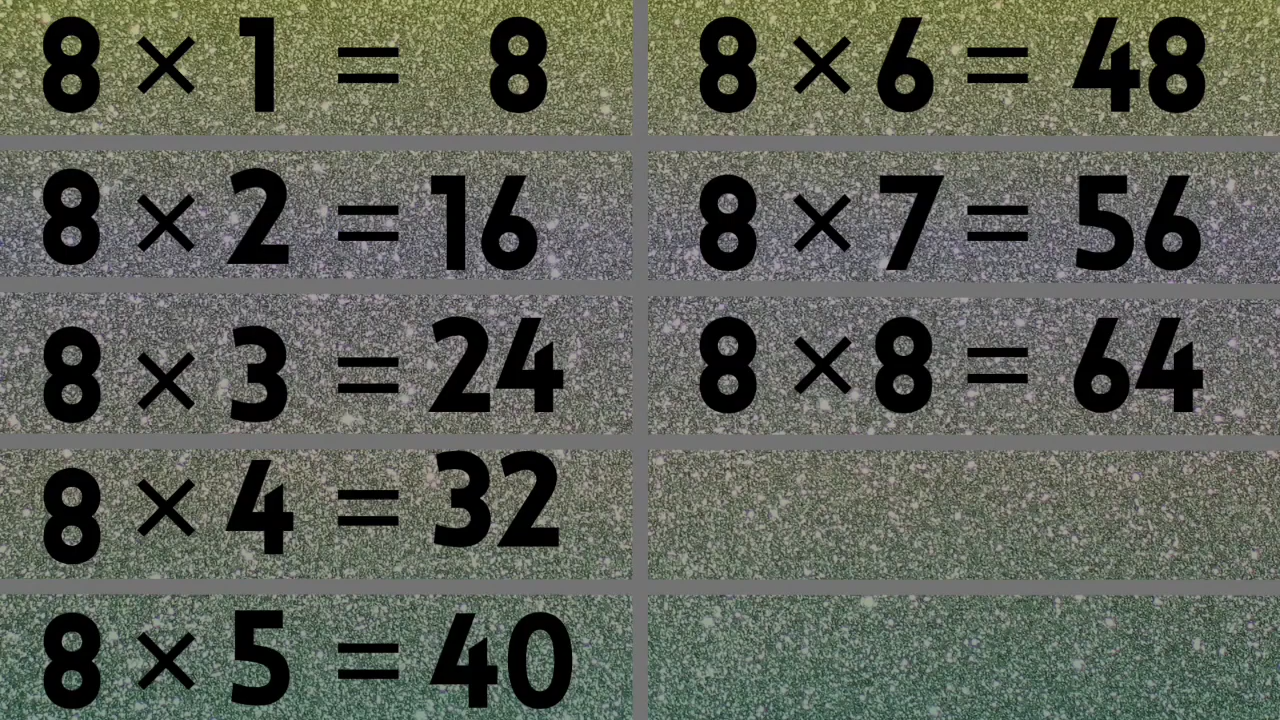 8 × 1 = 8
8 × 2 = 16
8 × 3 = 24
8 × 4 = 32
8 × 5 = 40
8 × 6 = 48
8 × 7 = 56
8 × 8 = 64